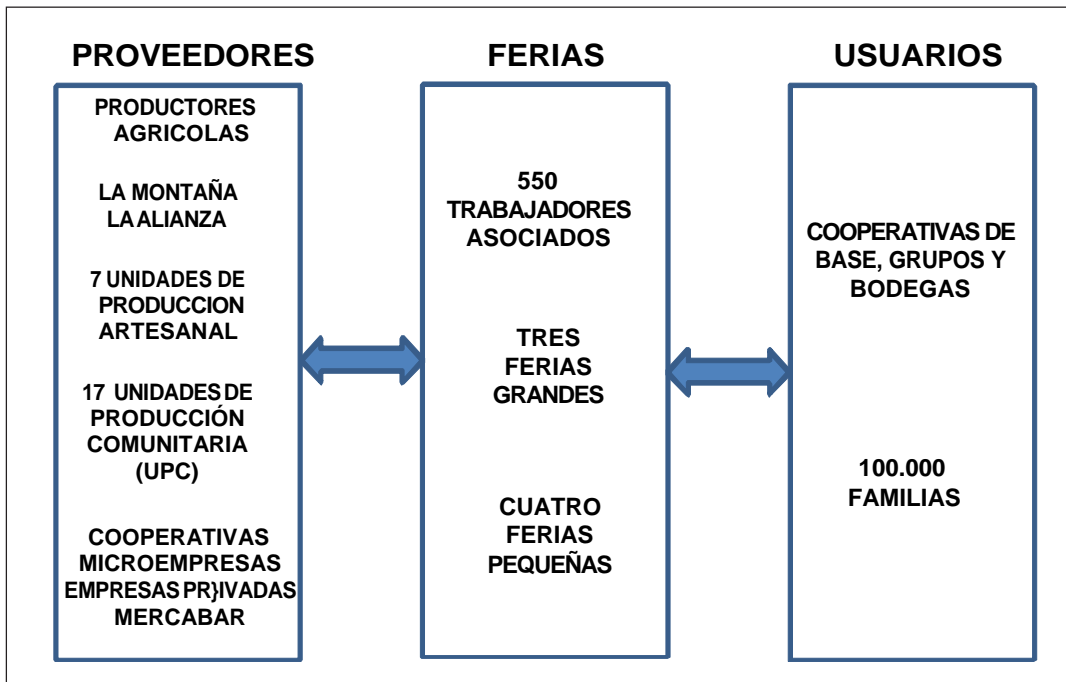 PROVEEDORES
PRODUCTORES
AGRICOLAS
LA MONTAÑA
LA ALIANZA
7 UNIDADES DE
PRODUCCION
ARTESANAL
17 UNIDADES DE
PRODUCCIÓN
COMUNITARIA
(UPC)
COOPERATIVAS
MICROEMPRESAS
EMPRESAS PR}IVADAS
MERCABAR
FERIAS
550
TRABAJADORES
ASOCIADOS
TRES
FERIAS
GRANDES
CUATRO
FERIAS
PEQUEÑAS
USUARIOS
COOPERATIVAS DE
BASE, GRUPOS Y
BODEGAS
100.000
FAMILIAS